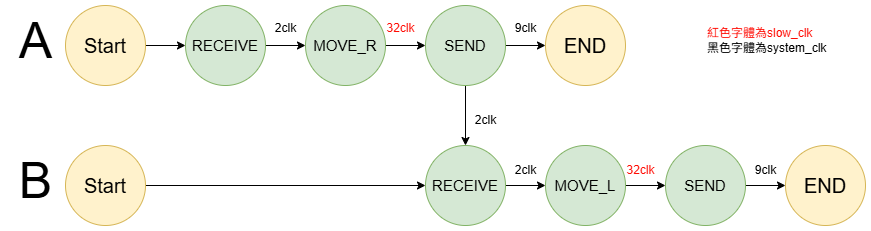 A
Start
RECEIVE
2clk
MOVE_R
32clk
SEND
9clk
END
紅色字體為slow_clk
黑色字體為system_clk
2clk
B
Start
RECEIVE
2clk
MOVE_L
32clk
SEND
9clk
END